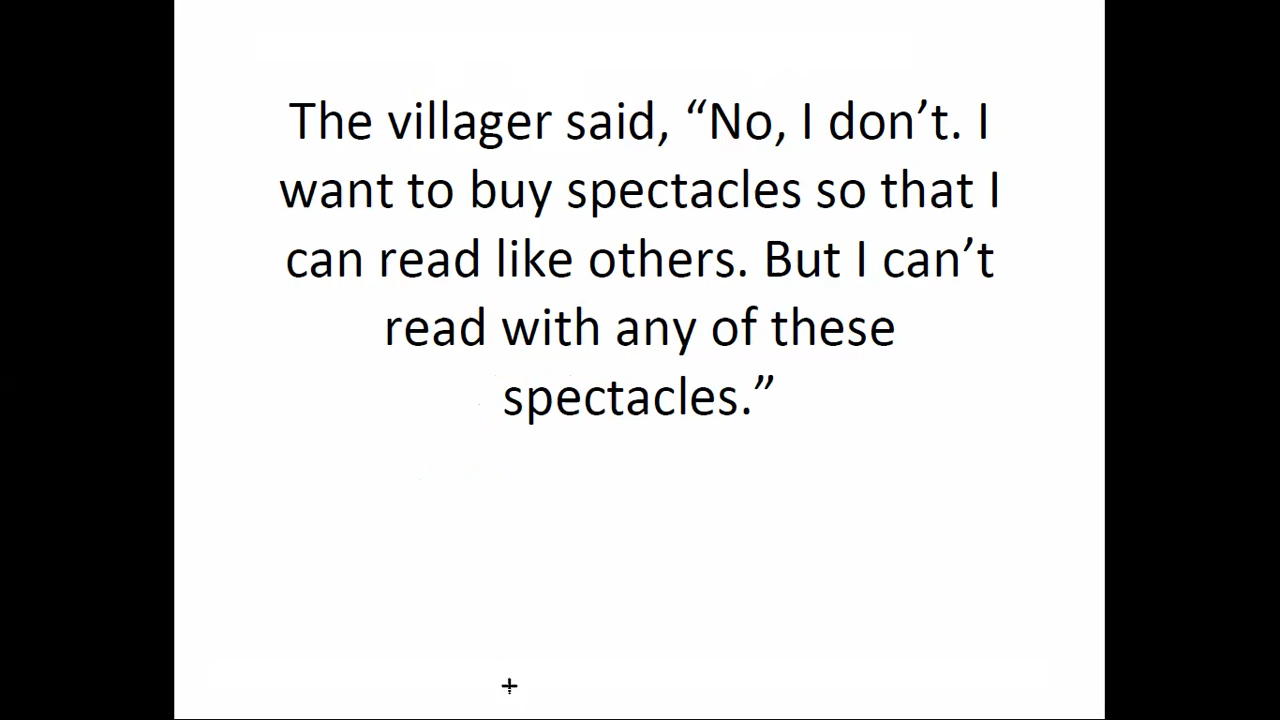 The villager said, “No, I don’t. I
want to buy spectacles so that I
can read like others. But I can’t
read with any of these
spectacles.”